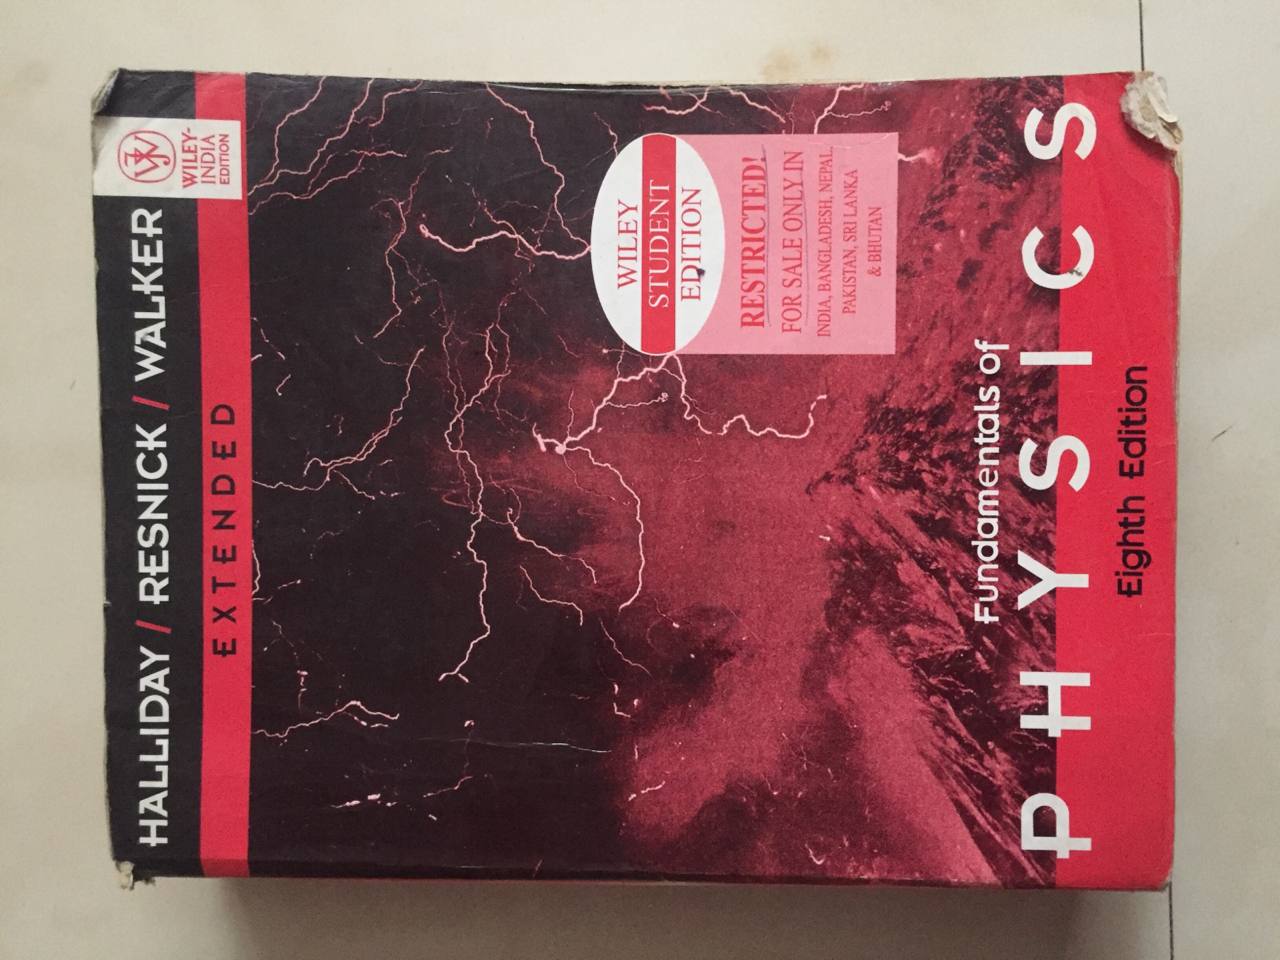 HALLIDAY / RESNICK / WALKER
WILEY-
INDIA
EDITION
EXTENDED
WILEY
STUDENT
EDITION
RESTRICTED!
FOR SALE ONLY IN
INDIA, BANGLADESH, NEPAL,
PAKISTAN, SRI LANKA
& BHUTAN
Fundamentals of
PHYSICS
Eighth Edition